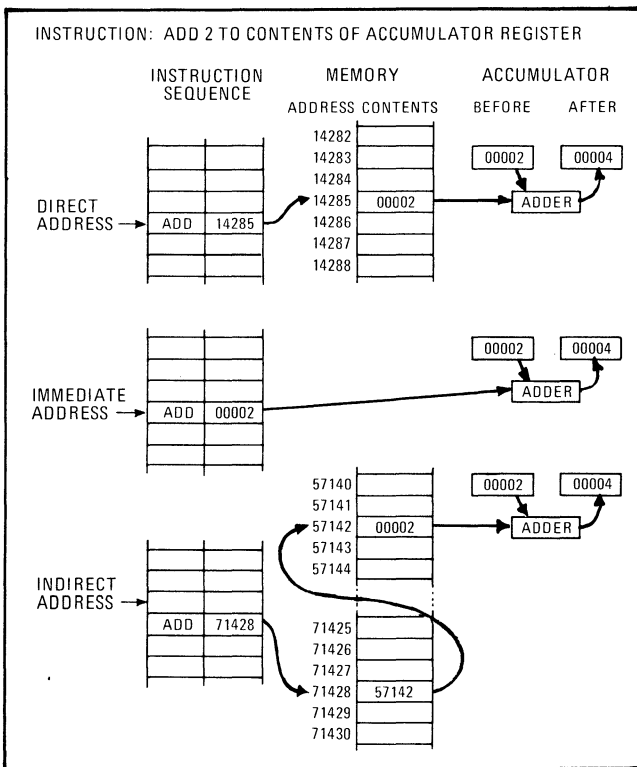 INSTRUCTION: ADD 2 TO CONTENTS OF ACCUMULATOR REGISTER
INSTRUCTION SEQUENCE
MEMORY
ADDRESS CONTENTS
ACCUMULATOR
BEFORE AFTER
DIRECT ADDRESS
ADD 14285
14282
14283
14284
14285 00002
14286
14287
14288
00002 00004
ADDER
IMMEDIATE ADDRESS
ADD 00002
00002 00004
ADDER
INDIRECT ADDRESS
ADD 71428
57140
57141
57142 00002
57143
57144
71425
71426
71427
71428 57142
71429
71430
00002 00004
ADDER